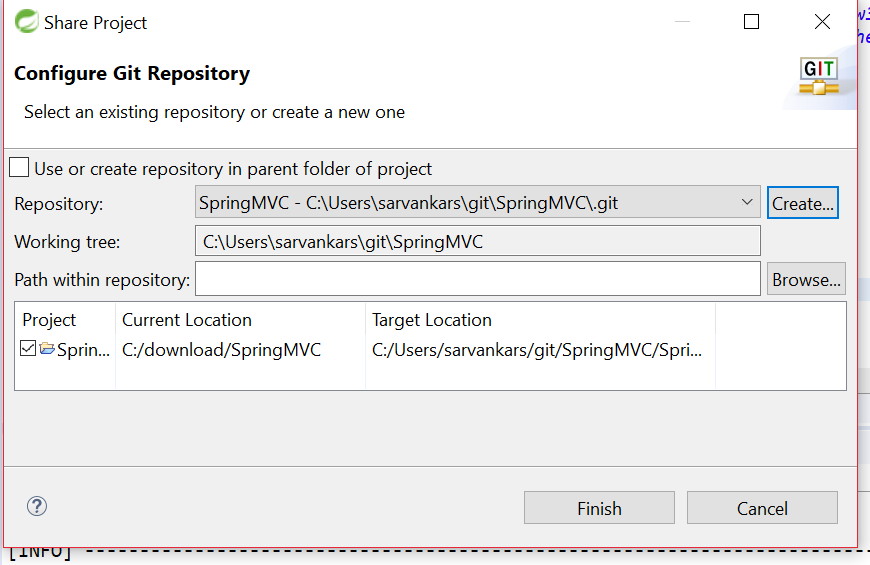 Share Project
Configure Git Repository
GIT
Select an existing repository or create a new one
Use or create repository in parent folder of project
Repository: SpringMVC - C:\Users\sarvankars\git\SpringMVC\.git Create...
Working tree: C:\Users\sarvankars\git\SpringMVC
Path within repository: Browse...
Project Current Location Target Location
Sprin... C:/download/SpringMVC C:/Users/sarvankars/git/SpringMVC/Spri...
? Finish Cancel
[INFO] ------------------------------------------------------------------------